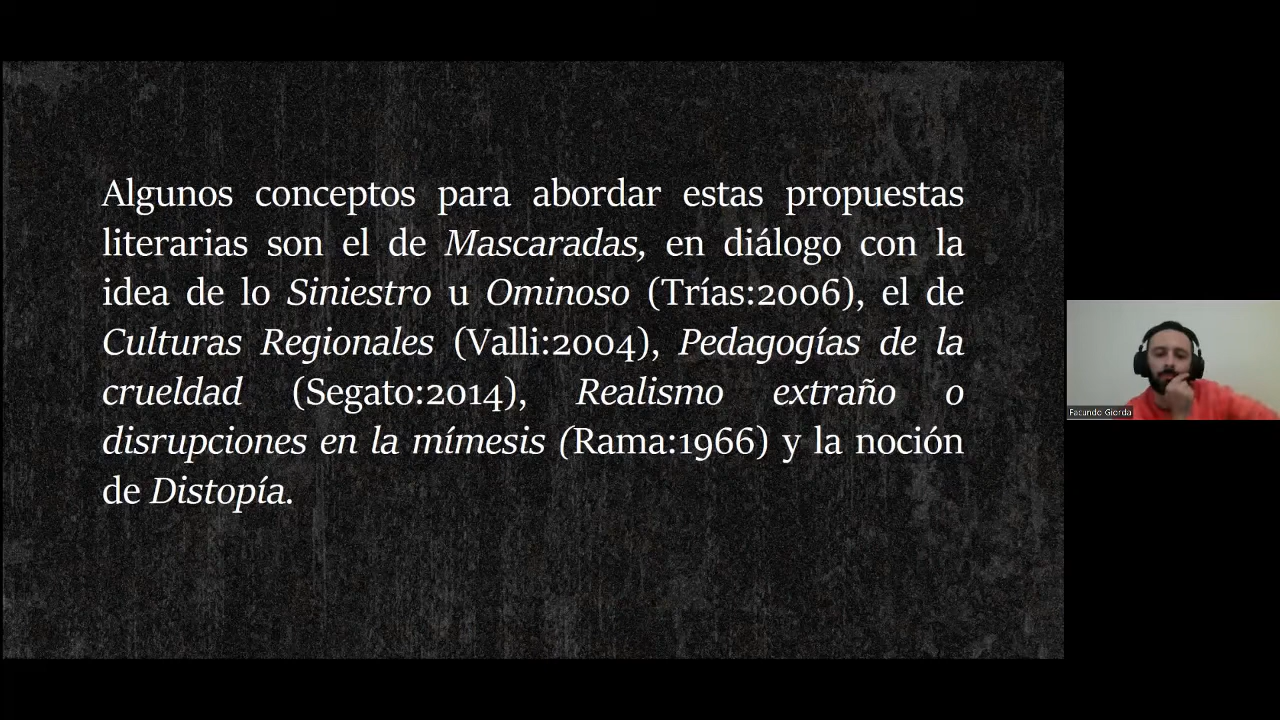 Algunos conceptos para abordar estas propuestas
literarias son el de Mascaradas, en diálogo con la
idea de lo Siniestro u Ominoso (Trías:2006), el de
Culturas Regionales (Valli:2004), Pedagogías de la
crueldad (Segato:2014), Realismo extraño o
disrupciones en la mímesis (Rama:1966) y la noción
de Distopía.
Facundo Giorda